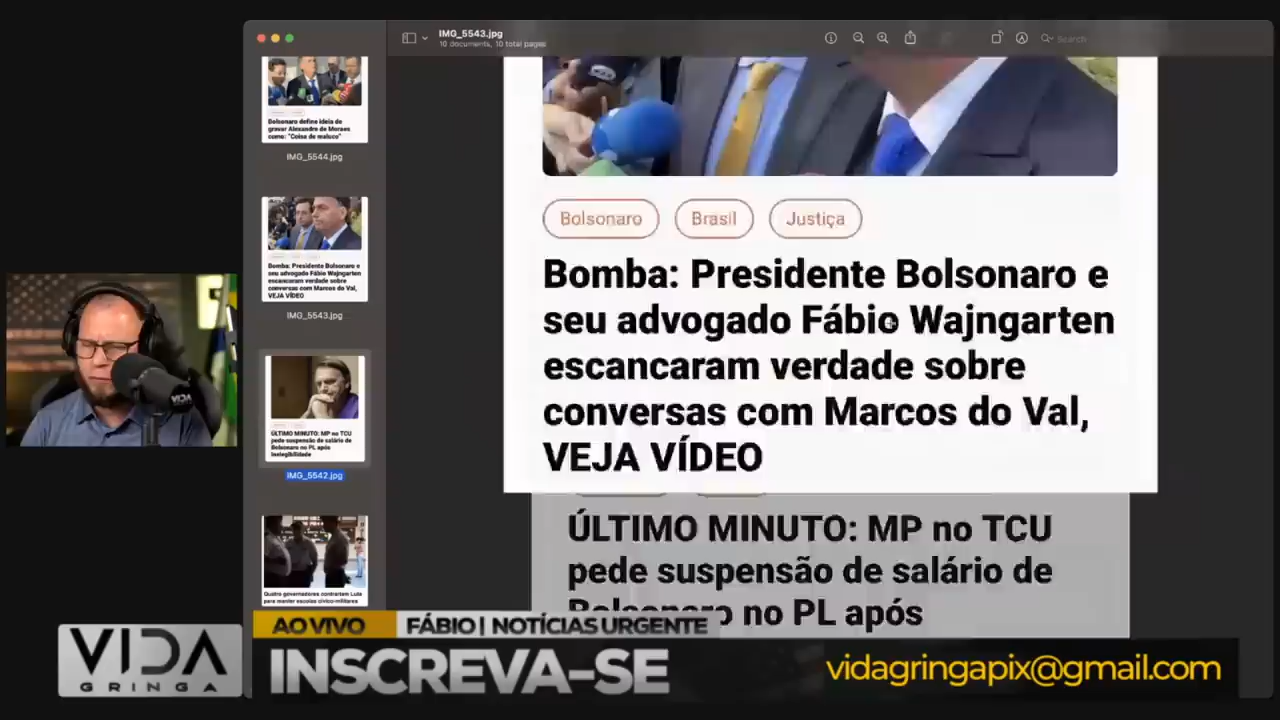 IMG_5543.jpg
10 documents, 10 total pages
Search
Bolsonaro define ideia de
gravar Alexandre de Moraes
como: "Coisa de maluco"
IMG_5544.jpg
Bomba: Presidente Bolsonaro e
seu advogado Fábio Wajngarten
escancaram verdade sobre
conversas com Marcos do Val,
VEJA VÍDEO
IMG_5543.jpg
ÚLTIMO MINUTO: MP no TCU
pede suspensão de salário de
Bolsonaro no PL após
inelegibilidade
IMG_5542.jpg
Quatro governadores contrariam Lula
para manter escolas cívico-militares
Bolsonaro
Brasil
Justiça
Bomba: Presidente Bolsonaro e
seu advogado Fábio Wajngarten
escancaram verdade sobre
conversas com Marcos do Val,
VEJA VÍDEO
ÚLTIMO MINUTO: MP no TCU
pede suspensão de salário de
Bolsonaro no PL após
VIDA
AO VIVO
FÁBIO | NOTÍCIAS URGENTE
VIDA
GRINGA
INSCREVA-SE
vidagringapix@gmail.com